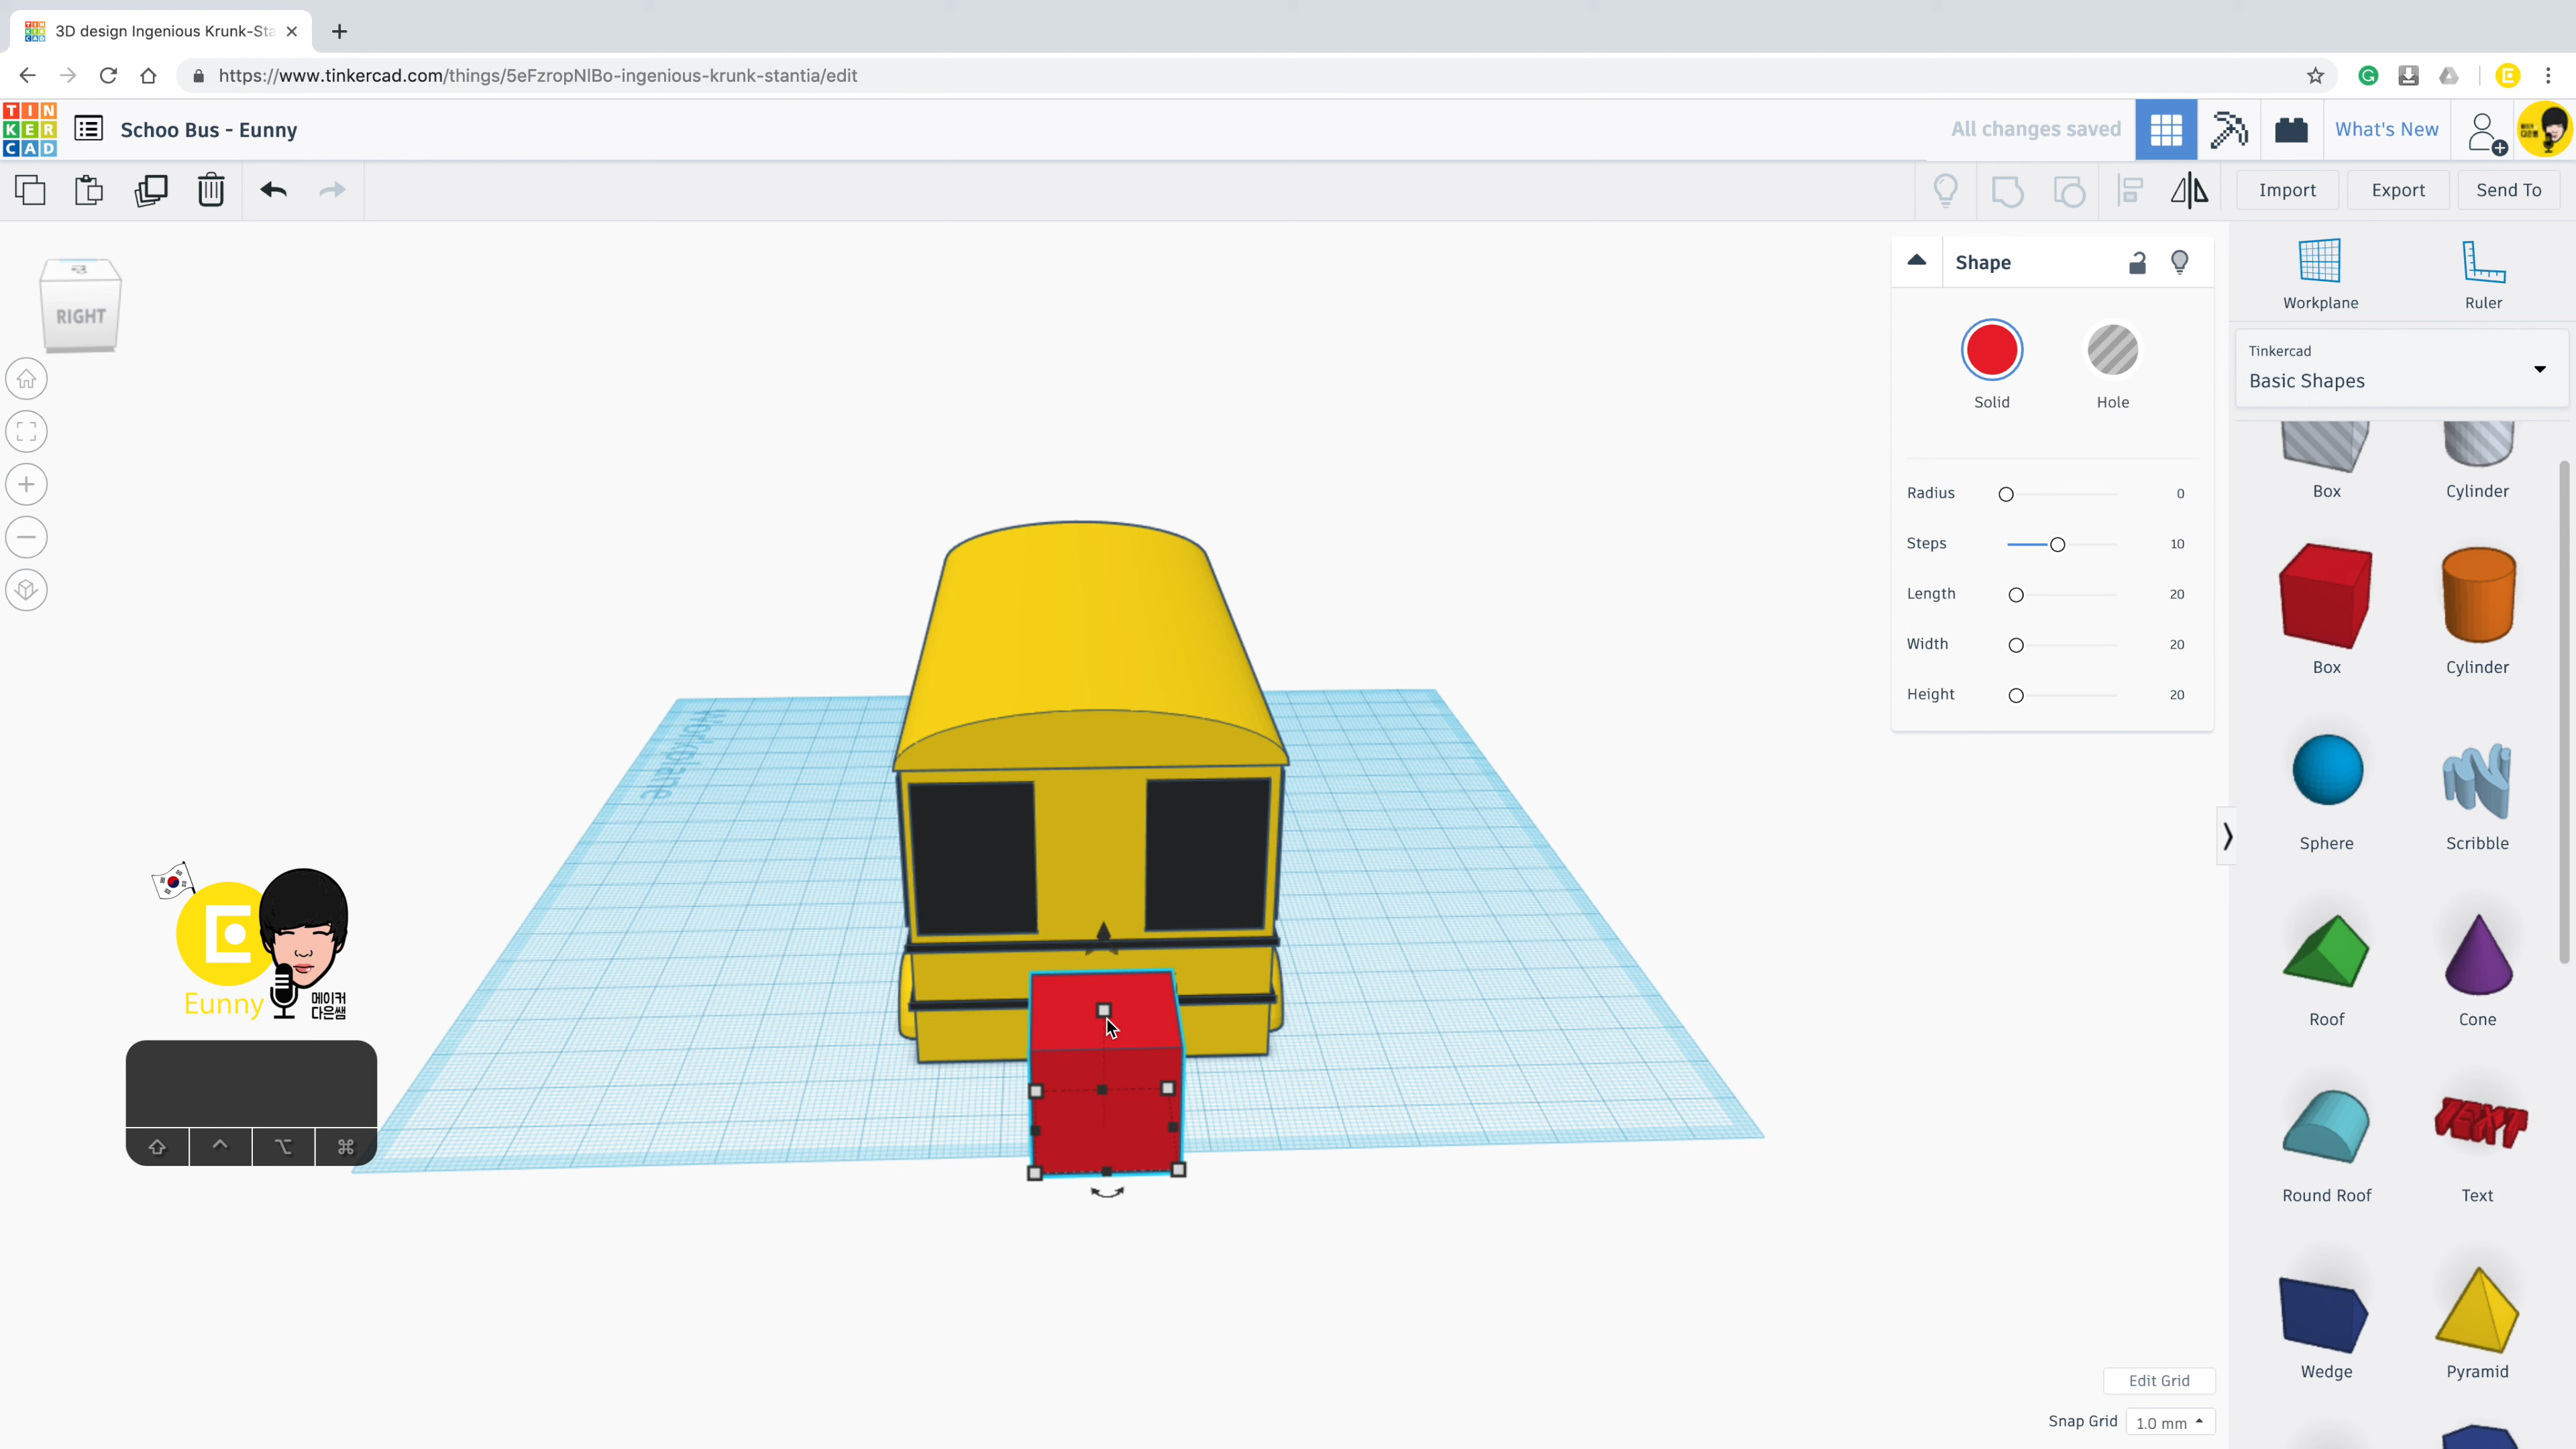 3D design Ingenious Krunk-Sta
https://www.tinkercad.com/things/5eFzropNlBo-ingenious-krunk-stantia/edit
TIN
KER
CAD
Schoo Bus - Eunny
All changes saved
What's New
Import
Export
Send To
RIGHT
Shape
Solid
Hole
Radius
0
Steps
10
Length
20
Width
20
Height
20
Workplane
Ruler
Tinkercad
Basic Shapes
Box
Cylinder
Box
Cylinder
Sphere
Scribble
Roof
Cone
Round Roof
TEXT
Text
Wedge
Pyramid
Workplane
Eunny
메이커
다은쌤
Edit Grid
Snap Grid
1.0 mm